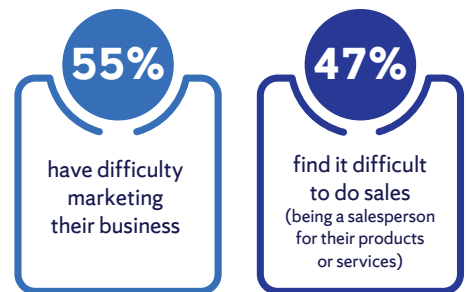 55%
have difficulty
marketing
their business
47%
find it difficult
to do sales
(being a salesperson
for their products
or services)